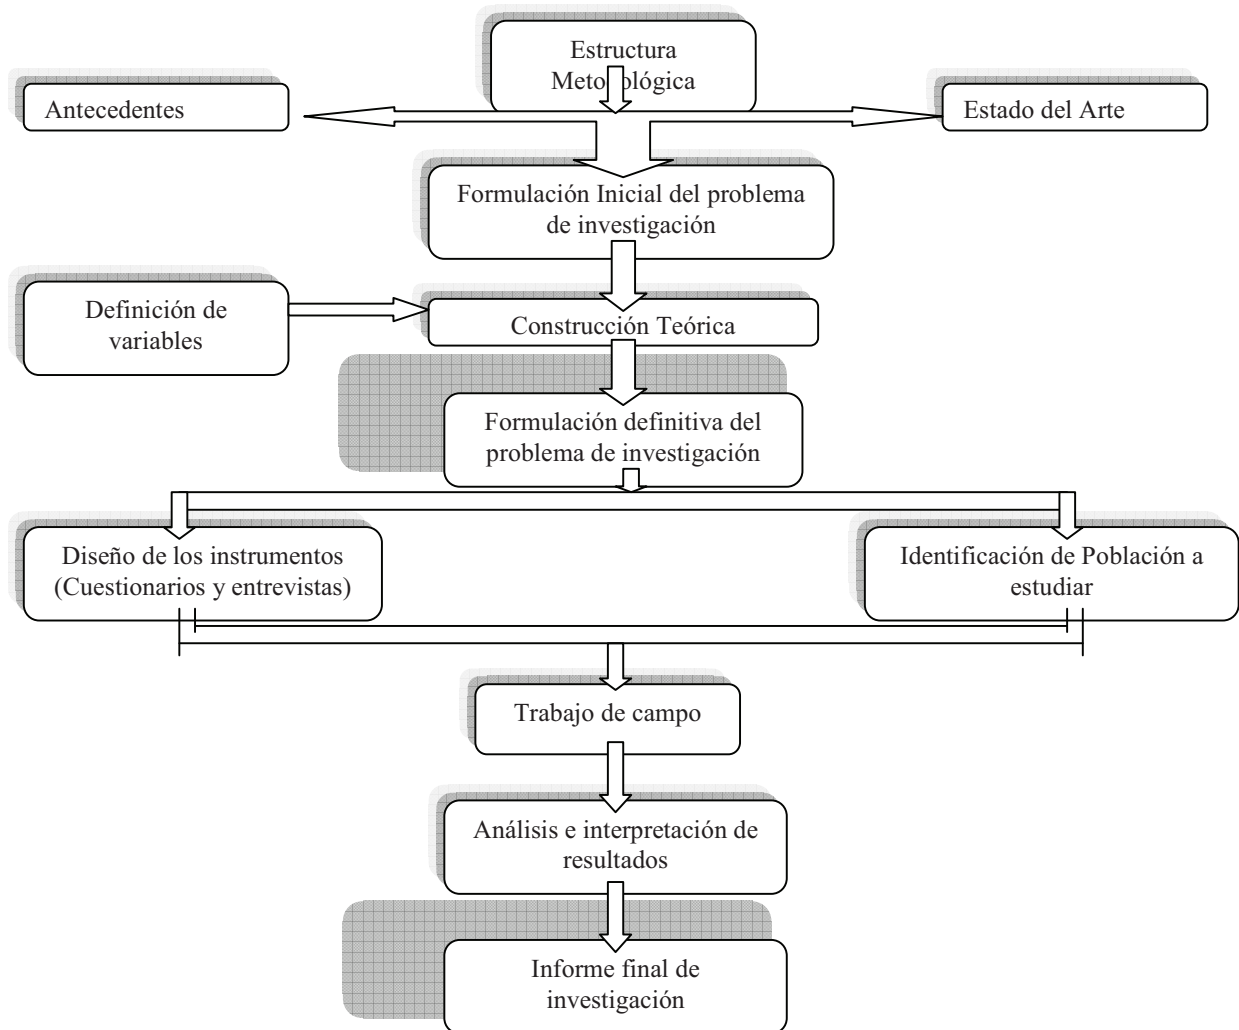 Estructura
Metodológica
Antecedentes
Estado del Arte
Formulación Inicial del problema
de investigación
Definición de
variables
Construcción Teórica
Formulación definitiva del
problema de investigación
Diseño de los instrumentos
(Cuestionarios y entrevistas)
Identificación de Población a
estudiar
Trabajo de campo
Análisis e interpretación de
resultados
Informe final de
investigación